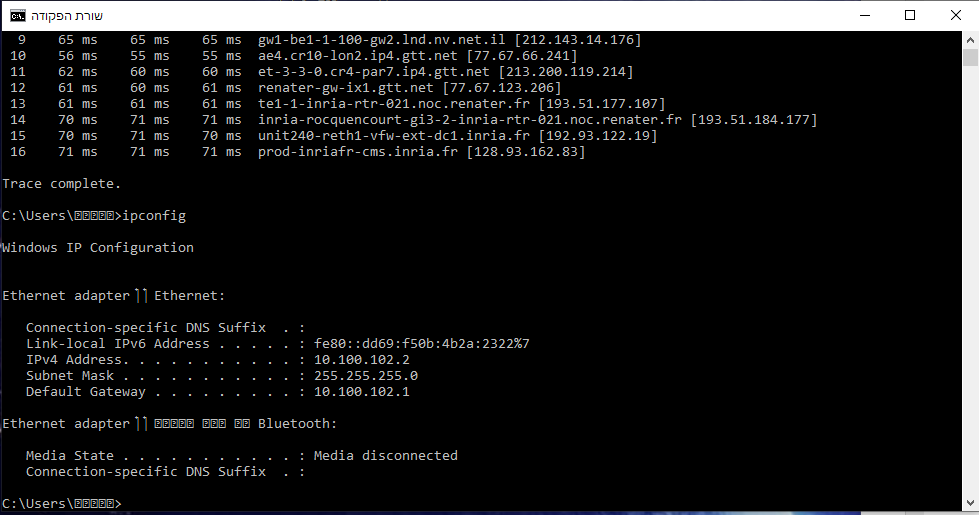 שורת הפקודה
9 65 ms 65 ms 65 ms gw1-be1-1-100-gw2.lnd.nv.net.il [212.143.14.176]
10 56 ms 55 ms 55 ms ae4.cr10-lon2.ip4.gtt.net [77.67.66.241]
11 62 ms 60 ms 60 ms et-3-3-0.cr4-par7.ip4.gtt.net [213.200.119.214]
12 61 ms 60 ms 61 ms renater-gw-ix1.gtt.net [77.67.123.206]
13 61 ms 61 ms 61 ms te1-1-inria-rtr-021.noc.renater.fr [193.51.177.107]
14 70 ms 71 ms 71 ms inria-rocquencourt-gi3-2-inria-rtr-021.noc.renater.fr [193.51.184.177]
15 70 ms 71 ms 70 ms unit240-reth1-vfw-ext-dc1.inria.fr [192.93.122.19]
16 71 ms 71 ms 71 ms prod-inriafr-cms.inria.fr [128.93.162.83]
Trace complete.
C:\Users\>ipconfig
Windows IP Configuration
Ethernet adapter Ethernet:
Connection-specific DNS Suffix . :
Link-local IPv6 Address . . . . . : fe80::dd69:f50b:4b2a:2322%7
IPv4 Address. . . . . . . . . . . : 10.100.102.2
Subnet Mask . . . . . . . . . . . : 255.255.255.0
Default Gateway . . . . . . . . . : 10.100.102.1
Ethernet adapter Bluetooth:
Media State . . . . . . . . . . . : Media disconnected
Connection-specific DNS Suffix . :
C:\Users\>